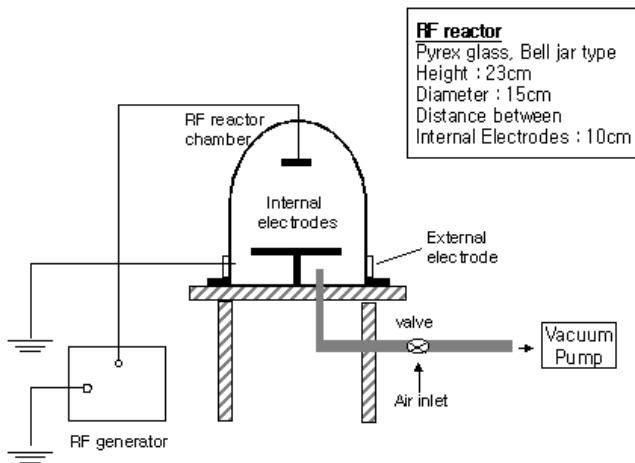 RF reactor
Pyrex glass, Bell jar type
Height : 23cm
Diameter : 15cm
Distance between
Internal Electrodes : 10cm
RF reactor
chamber
Internal
electrodes
External
electrode
valve
Vacuum
Pump
Air inlet
RF generator